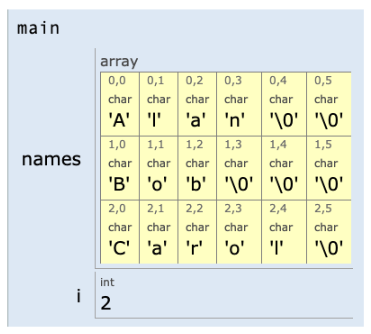 main
array
0,0 0,1 0,2 0,3 0,4 0,5
char char char char char char
'A' 'l' 'a' 'n' '\0' '\0'
names
1,0 1,1 1,2 1,3 1,4 1,5
char char char char char char
'B' 'o' 'b' '\0' '\0' '\0'
2,0 2,1 2,2 2,3 2,4 2,5
char char char char char char
'C' 'a' 'r' 'o' 'l' '\0'
i
int
2